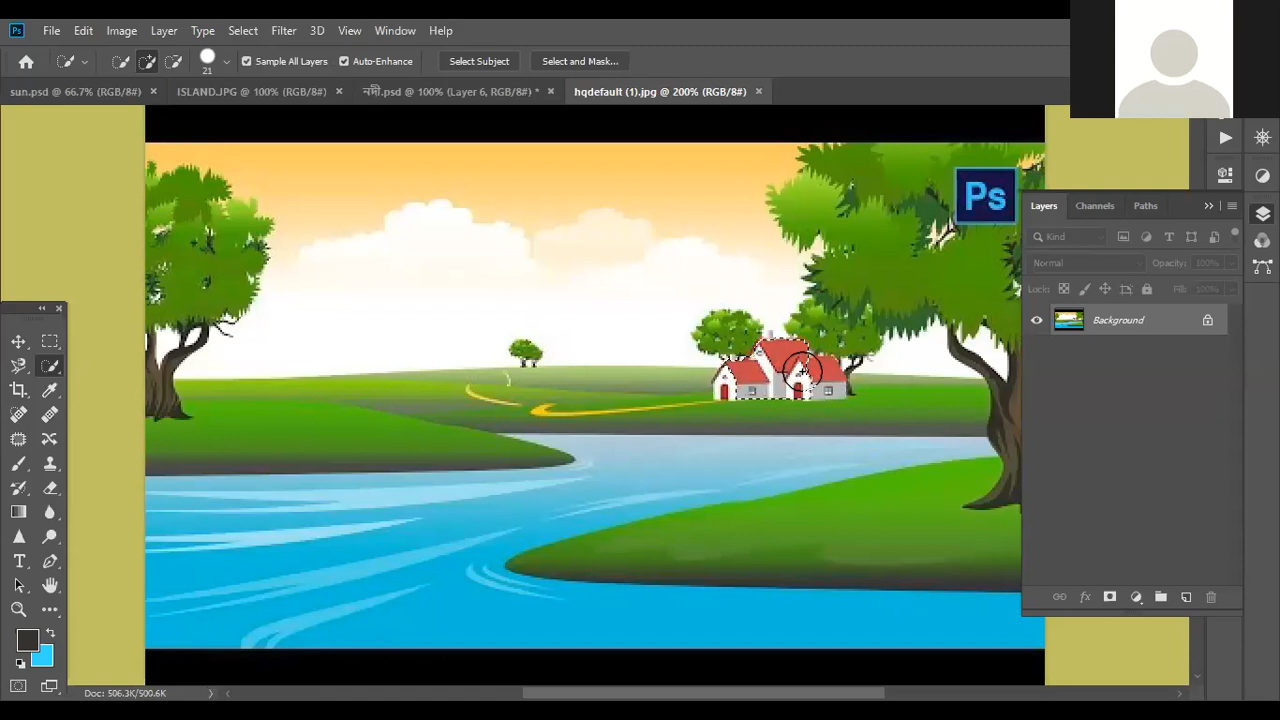 Ps File Edit Image Layer Type Select Filter 3D View Window Help
21 Sample All Layers Auto-Enhance Select Subject Select and Mask...
sun.psd @ 66.7% (RGB/8#) × ISLAND.JPG @ 100% (RGB/8#) × नदी.psd @ 100% (Layer 6, RGB/8#) * × hqdefault (1).jpg @ 200% (RGB/8#) ×
Ps
Layers Channels Paths
Kind
Normal Opacity: 100%
Lock: Fill: 100%
Background
fx
Doc: 506.3K/500.6K